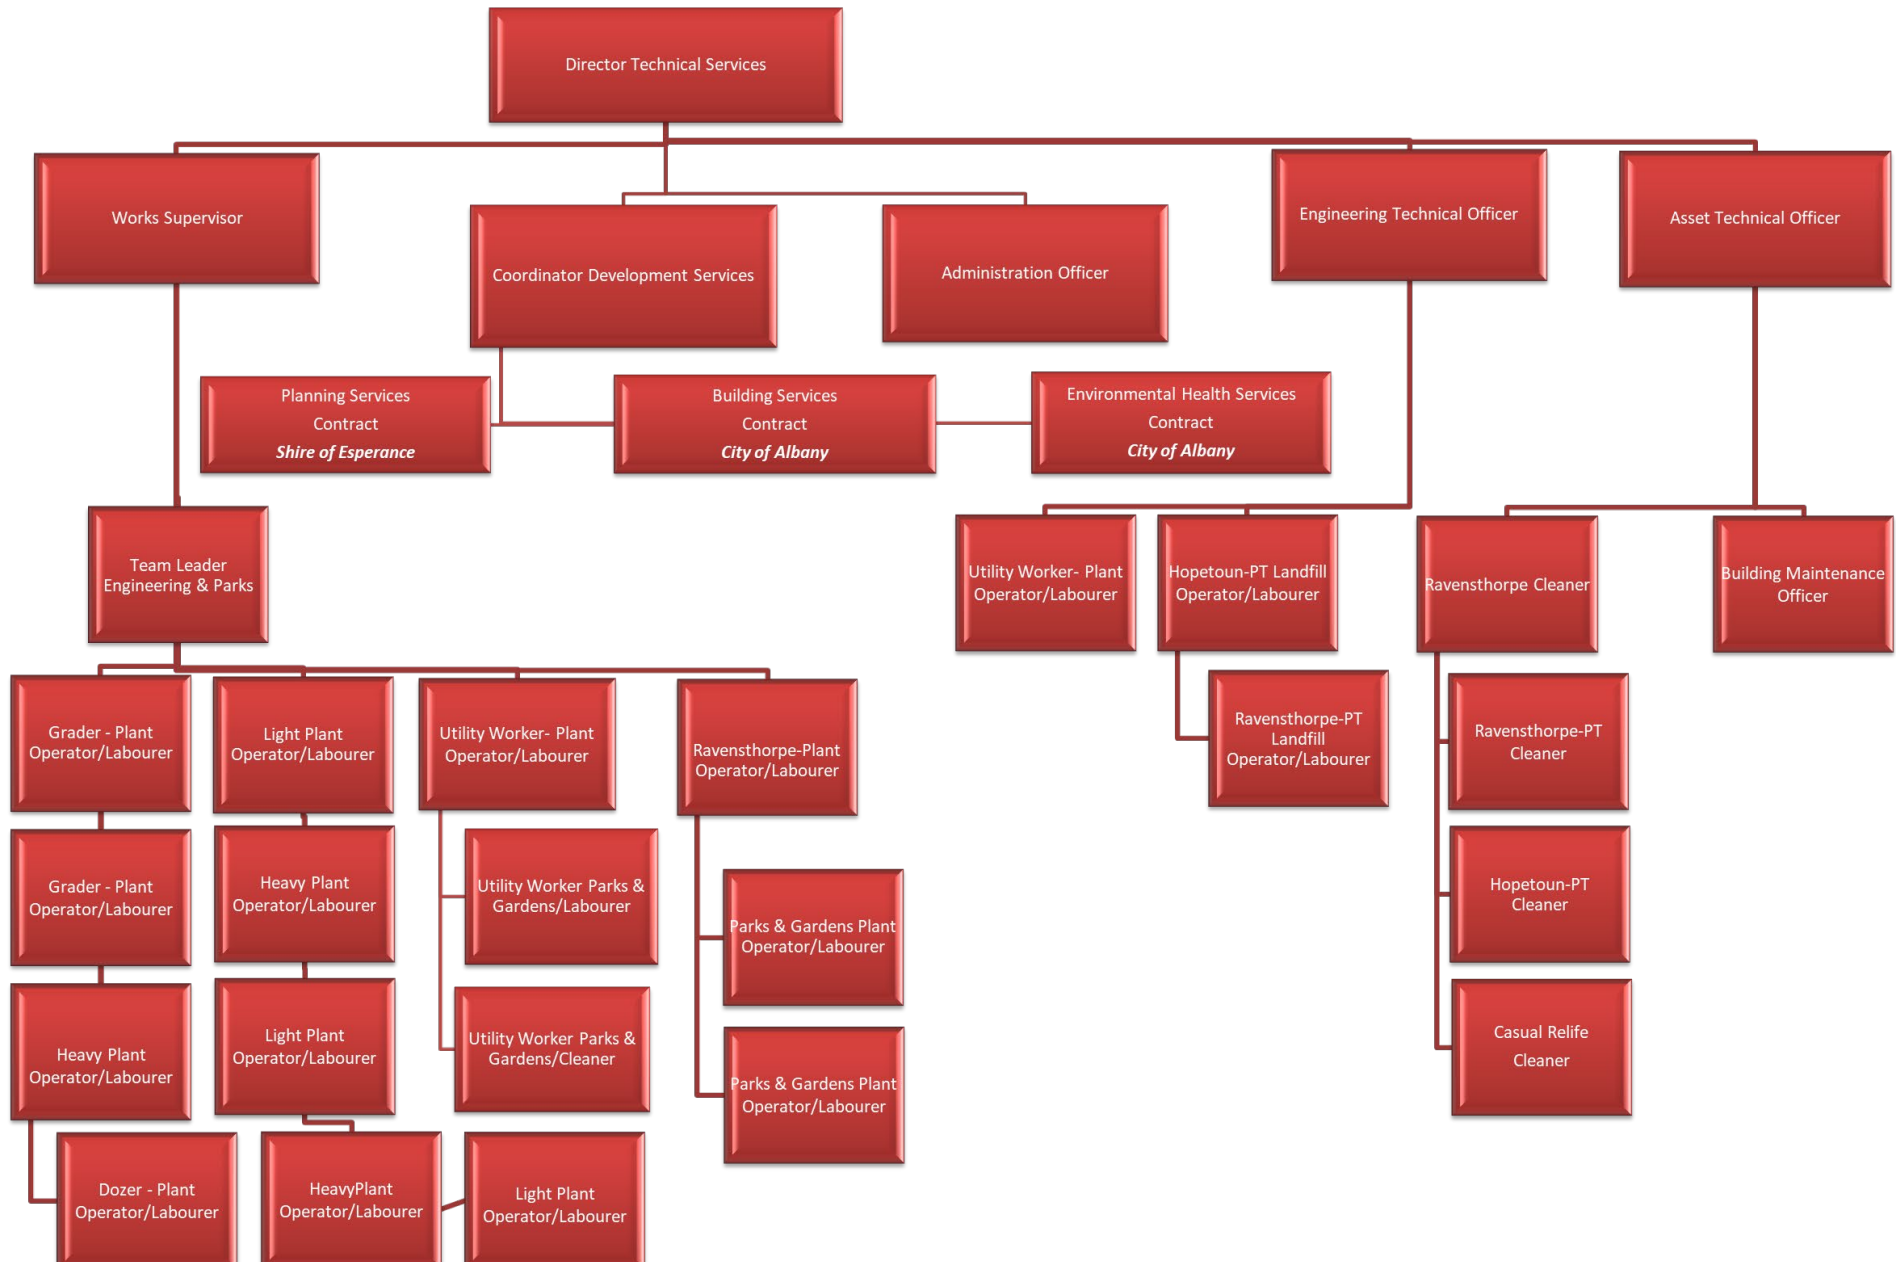 Director Technical Services
Works Supervisor
Coordinator Development Services
Administration Officer
Engineering Technical Officer
Asset Technical Officer
Planning Services
Contract
Shire of Esperance
Building Services
Contract
City of Albany
Environmental Health Services
Contract
City of Albany
Team Leader
Engineering & Parks
Utility Worker- Plant
Operator/Labourer
Hopetoun-PT Landfill
Operator/Labourer
Ravensthorpe Cleaner
Building Maintenance
Officer
Grader - Plant
Operator/Labourer
Light Plant
Operator/Labourer
Utility Worker- Plant
Operator/Labourer
Ravensthorpe-Plant
Operator/Labourer
Ravensthorpe-PT
Landfill
Operator/Labourer
Ravensthorpe-PT
Cleaner
Grader - Plant
Operator/Labourer
Heavy Plant
Operator/Labourer
Utility Worker Parks &
Gardens/Labourer
Parks & Gardens Plant
Operator/Labourer
Hopetoun-PT
Cleaner
Heavy Plant
Operator/Labourer
Light Plant
Operator/Labourer
Utility Worker Parks &
Gardens/Cleaner
Parks & Gardens Plant
Operator/Labourer
Casual Relife
Cleaner
Dozer - Plant
Operator/Labourer
HeavyPlant
Operator/Labourer
Light Plant
Operator/Labourer